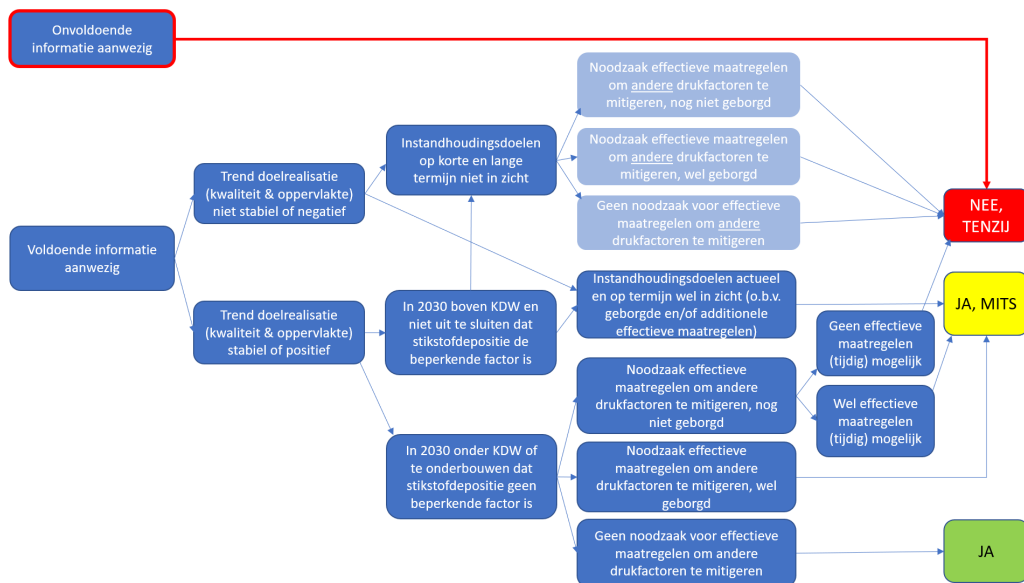 Onvoldoende
informatie aanwezig
Voldoende informatie
aanwezig
Trend doelrealisatie
(kwaliteit & oppervlakte)
niet stabiel of negatief
Trend doelrealisatie
(kwaliteit & oppervlakte)
stabiel of positief
Instandhoudingsdoelen
op korte en lange
termijn niet in zicht
In 2030 boven KDW en
niet uit te sluiten dat
stikstofdepositie de
beperkende factor is
In 2030 onder KDW of
te onderbouwen dat
stikstofdepositie geen
beperkende factor is
Noodzaak effectieve maatregelen
om andere drukfactoren te
mitigeren, nog niet geborgd
Noodzaak effectieve maatregelen
om andere drukfactoren te
mitigeren, wel geborgd
Geen noodzaak voor effectieve
maatregelen om andere
drukfactoren te mitigeren
Instandhoudingsdoelen actueel
en op termijn wel in zicht (o.b.v.
geborgde en/of additionele
effectieve maatregelen)
Noodzaak effectieve
maatregelen om andere
drukfactoren te mitigeren, nog
niet geborgd
Noodzaak effectieve
maatregelen om andere
drukfactoren te mitigeren, wel
geborgd
Geen noodzaak voor effectieve
maatregelen om andere
drukfactoren te mitigeren
Geen effectieve
maatregelen
(tijdig) mogelijk
Wel effectieve
maatregelen
(tijdig) mogelijk
NEE,
TENZIJ
JA, MITS
JA